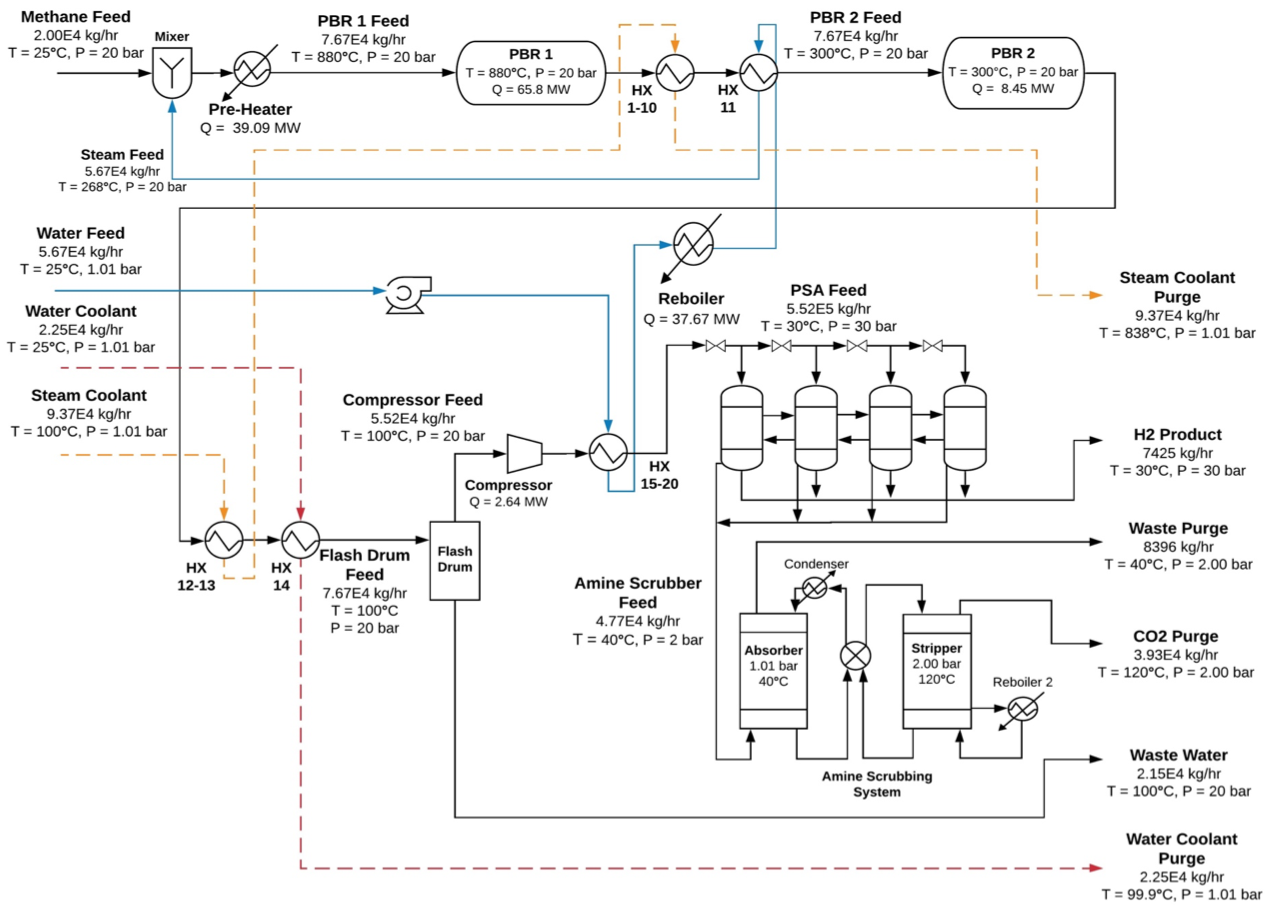 Methane Feed
2.00E4 kg/hr
T = 25°C, P = 20 bar
Mixer
PBR 1 Feed
7.67E4 kg/hr
T = 880°C, P = 20 bar
Pre-Heater
Q =  39.09 MW
PBR 1
T = 880°C, P = 20 bar
Q = 65.8 MW
HX
1-10
HX
11
PBR 2 Feed
7.67E4 kg/hr
T = 300°C, P = 20 bar
PBR 2
T = 300°C, P = 20 bar
Q =  8.45 MW
Steam Feed
5.67E4 kg/hr
T = 268°C, P = 20 bar
Water Feed
5.67E4 kg/hr
T = 25°C, 1.01 bar
Water Coolant
2.25E4 kg/hr
T = 25°C, P = 1.01 bar
Steam Coolant
9.37E4 kg/hr
T = 100°C, P = 1.01 bar
Reboiler
Q = 37.67 MW
PSA Feed
5.52E5 kg/hr
T = 30°C, P = 30 bar
Steam Coolant
Purge
9.37E4 kg/hr
T = 838°C, P = 1.01 bar
Compressor Feed
5.52E4 kg/hr
T = 100°C, P = 20 bar
Compressor
Q = 2.64 MW
HX
15-20
H2 Product
7425 kg/hr
T = 30°C, P = 30 bar
HX
12-13
HX
14
Flash Drum
Feed
7.67E4 kg/hr
T = 100°C
P = 20 bar
Flash
Drum
Waste Purge
8396 kg/hr
T = 40°C, P = 2.00 bar
Amine Scrubber
Feed
4.77E4 kg/hr
T = 40°C, P = 2 bar
Condenser
Absorber
1.01 bar
40°C
Stripper
2.00 bar
120°C
Reboiler 2
CO2 Purge
3.93E4 kg/hr
T = 120°C, P = 2.00 bar
Amine Scrubbing
System
Waste Water
2.15E4 kg/hr
T = 100°C, P = 20 bar
Water Coolant
Purge
2.25E4 kg/hr
T = 99.9°C, P = 1.01 bar